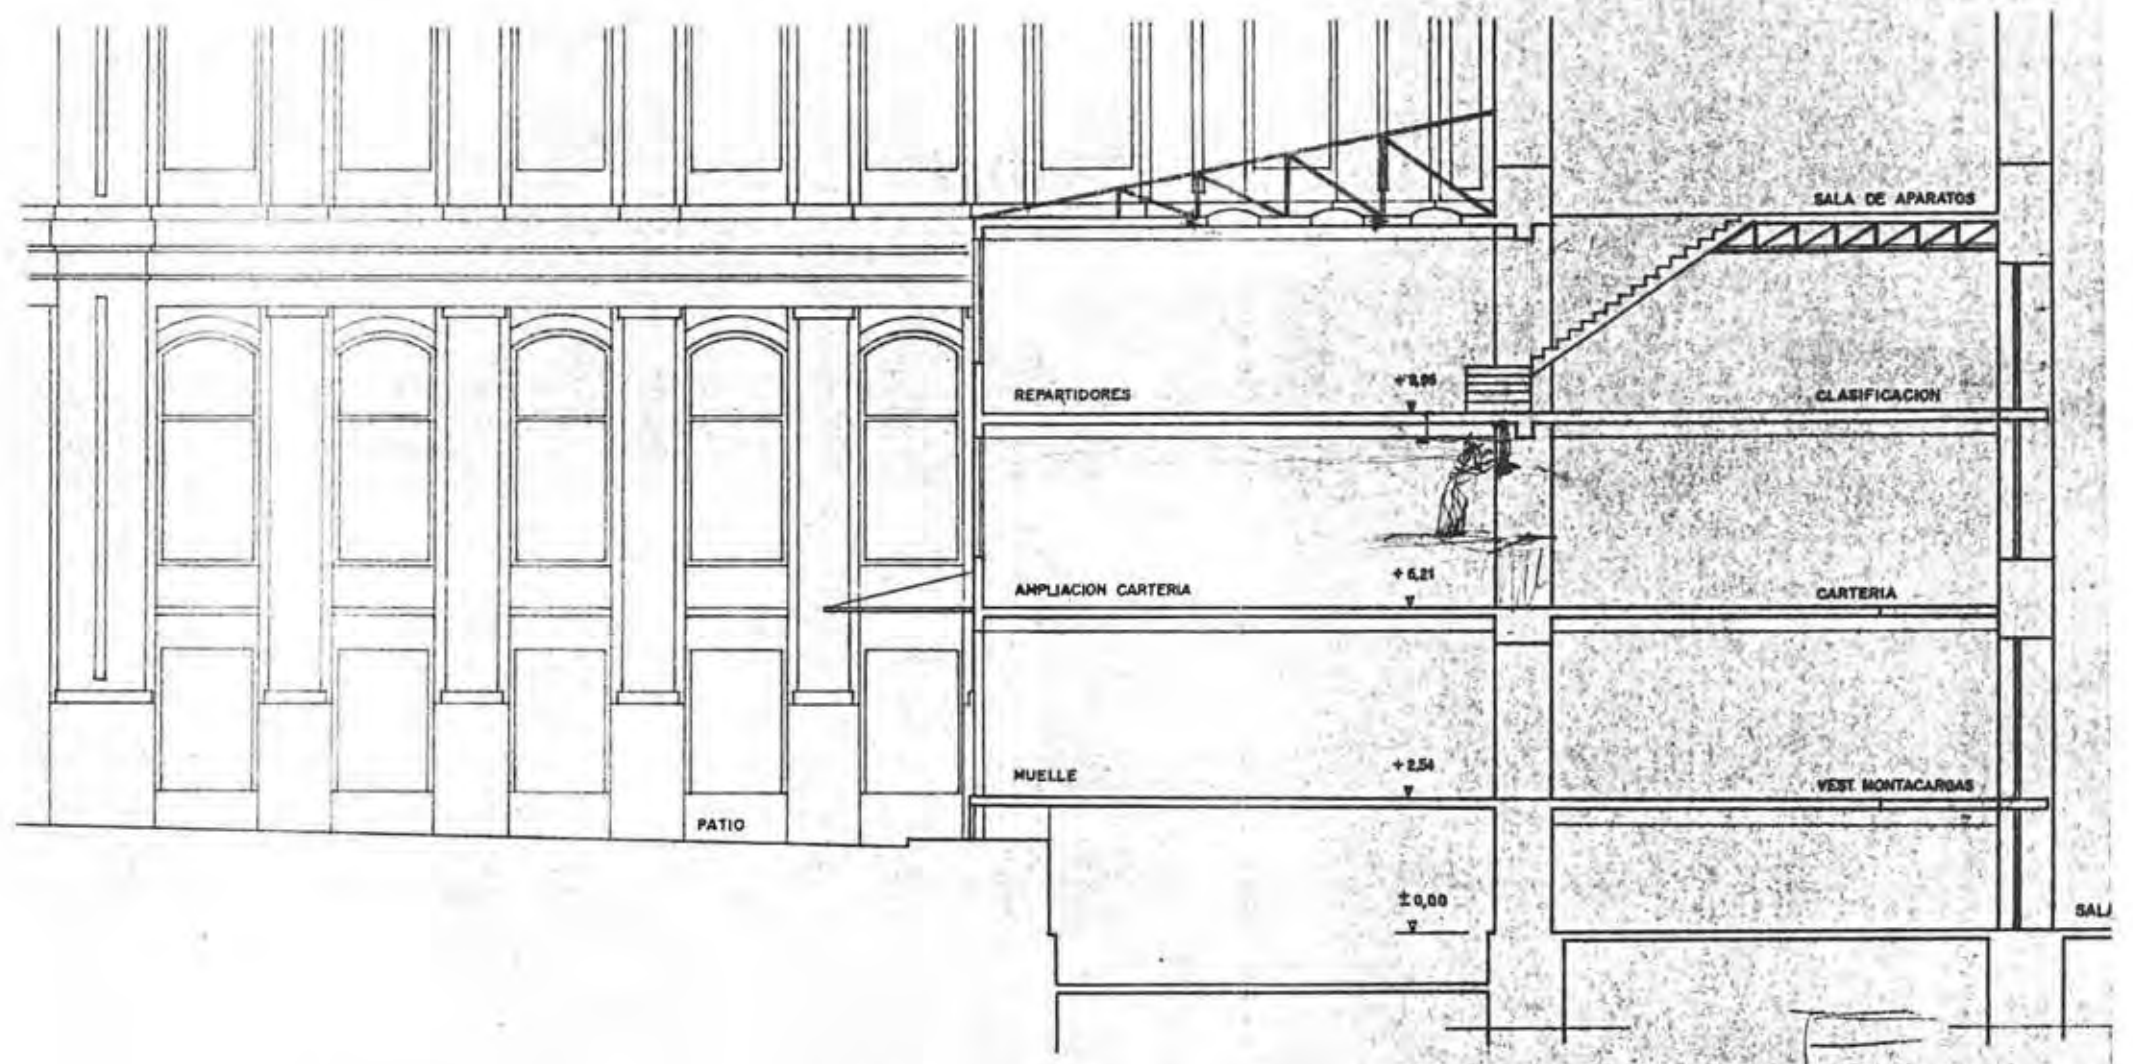 SALA DE APARATOS
REPARTIDORES
CLASIFICACION
AMPLIACION CARTERIA
+ 6,21
CARTERIA
MUELLE
+ 2,54
VEST. MONTACARGAS
PATIO
± 0,00